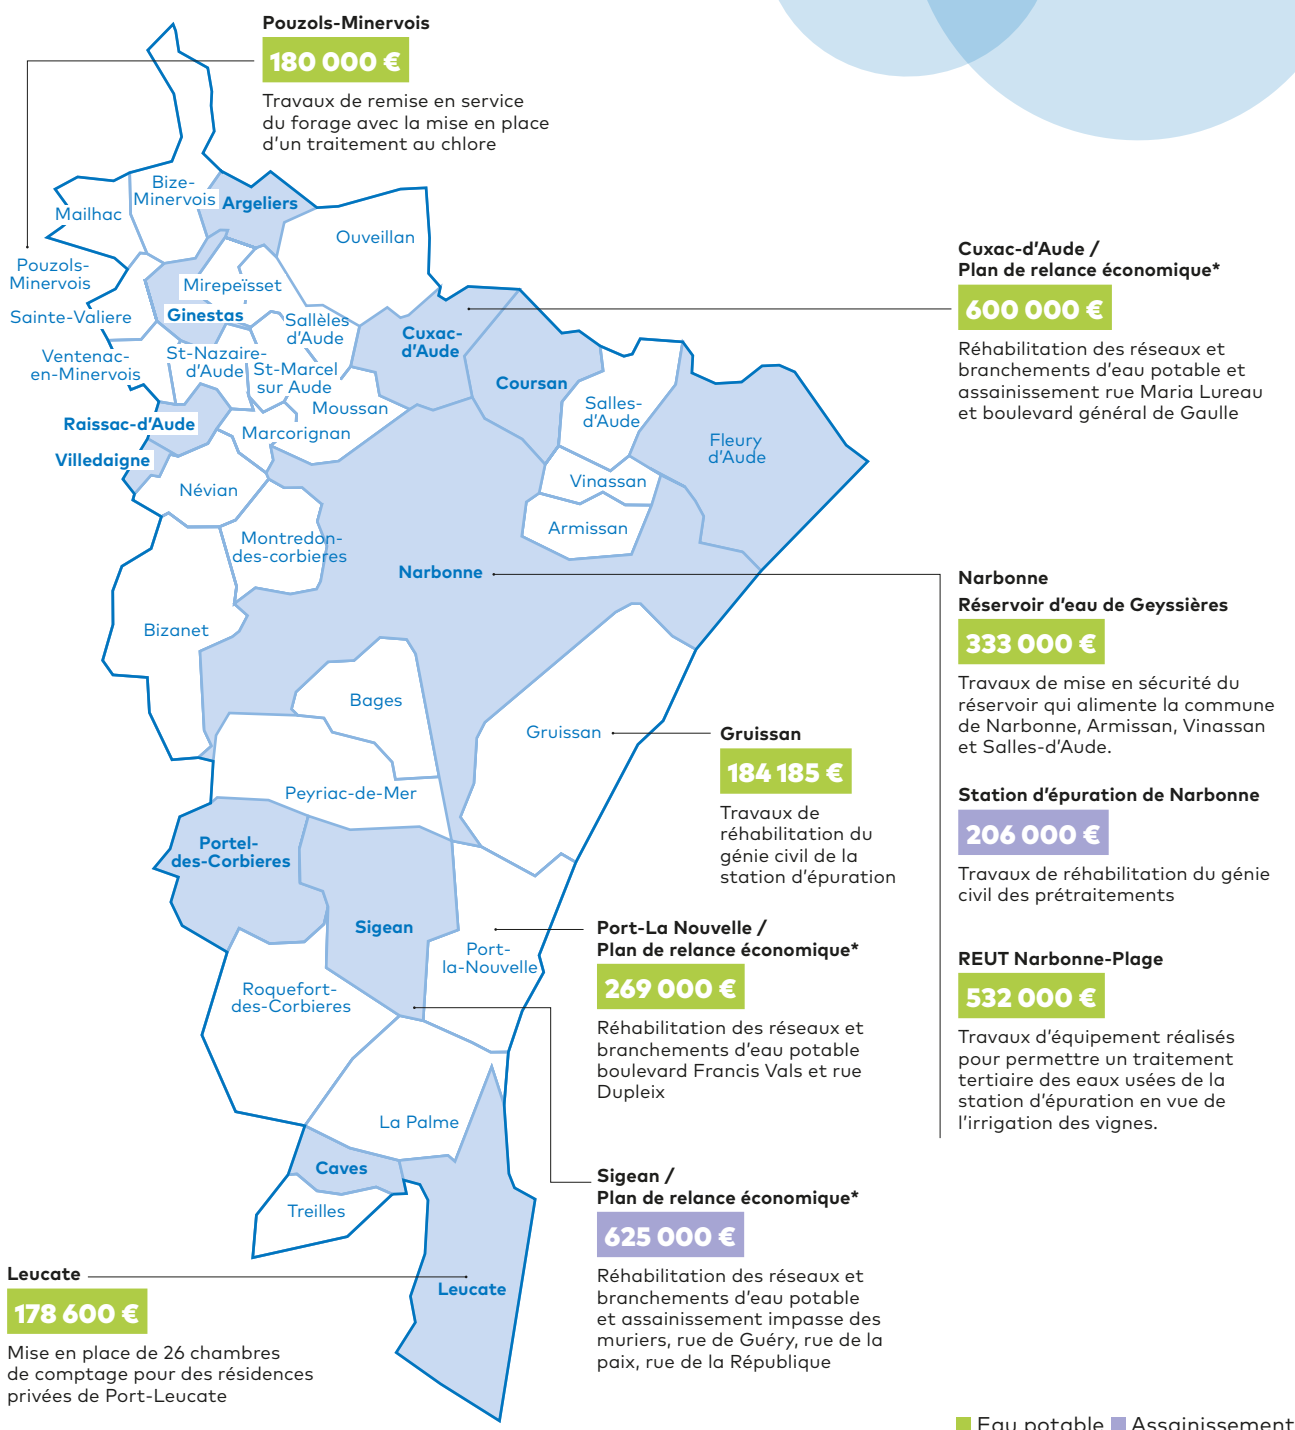 Pouzols-Minervois
180 000 €
Travaux de remise en service
du forage avec la mise en place
d'un traitement au chlore
Bize-
Minervois
Argeliers
Mailhac
Ouveillan
Pouzols-
Minervois
Mirepeïsset
Sainte-Valiere
Ginestas
Sallèles
d'Aude
Cuxac-
d'Aude
Ventenac-
en-Minervois
St-Nazaire-
d'Aude
St-Marcel
sur Aude
Coursan
Moussan
Salles-
d'Aude
Raissac-d'Aude
Marcorignan
Fleury
d'Aude
Villedaigne
Névian
Vinassan
Armissan
Montredon-
des-corbieres
Narbonne
Bizanet
Bages
Gruissan
Peyriac-de-Mer
Portel-
des-Corbieres
Sigean
Port-
la-Nouvelle
Roquefort-
des-Corbieres
La Palme
Caves
Treilles
Leucate
Cuxac-d'Aude /
Plan de relance économique*
600 000 €
Réhabilitation des réseaux et
branchements d'eau potable et
assainissement rue Maria Lureau
et boulevard général de Gaulle
Narbonne
Réservoir d'eau de Geyssières
333 000 €
Travaux de mise en sécurité du
réservoir qui alimente la commune
de Narbonne, Armissan, Vinassan
et Salles-d'Aude.
Station d'épuration de Narbonne
206 000 €
Travaux de réhabilitation du génie
civil des prétraitements
REUT Narbonne-Plage
532 000 €
Travaux d'équipement réalisés
pour permettre un traitement
tertiaire des eaux usées de la
station d'épuration en vue de
l'irrigation des vignes.
Gruissan
184 185 €
Travaux de
réhabilitation du
génie civil de la
station d'épuration
Port-La Nouvelle /
Plan de relance économique*
269 000 €
Réhabilitation des réseaux et
branchements d'eau potable
boulevard Francis Vals et rue
Dupleix
Sigean /
Plan de relance économique*
625 000 €
Réhabilitation des réseaux et
branchements d'eau potable
et assainissement impasse des
muriers, rue de Guéry, rue de la
paix, rue de la République
Leucate
178 600 €
Mise en place de 26 chambres
de comptage pour des résidences
privées de Port-Leucate
Eau potable Assainissement